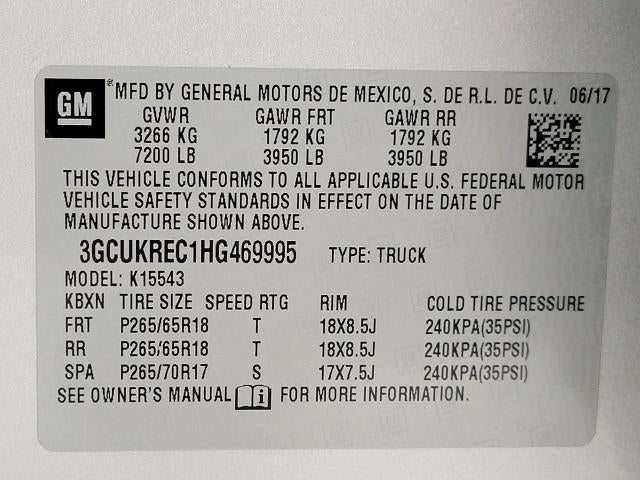 GM ® MFD BY GENERAL MOTORS DE MEXICO, S. DE R.L. DE C.V. 06/17
GVWR GAWR FRT GAWR RR
3266 KG 1792 KG 1792 KG
7200 LB 3950 LB 3950 LB
THIS VEHICLE CONFORMS TO ALL APPLICABLE U.S. FEDERAL MOTOR
VEHICLE SAFETY STANDARDS IN EFFECT ON THE DATE OF
MANUFACTURE SHOWN ABOVE.
3GCUKREC1HG469995 TYPE: TRUCK
MODEL: K15543
KBXN TIRE SIZE SPEED RTG RIM COLD TIRE PRESSURE
FRT P265/65R18 T 18X8.5J 240KPA(35PSI)
RR P265/65R18 T 18X8.5J 240KPA(35PSI)
SPA P265/70R17 S 17X7.5J 240KPA(35PSI)
SEE OWNER'S MANUAL i FOR MORE INFORMATION.